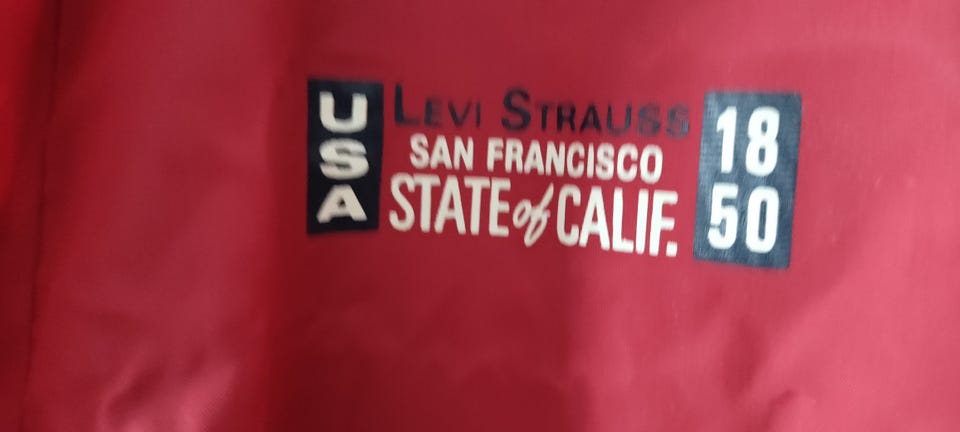 USA
LEVI STRAUSS
SAN FRANCISCO
STATE of CALIF.
18
50